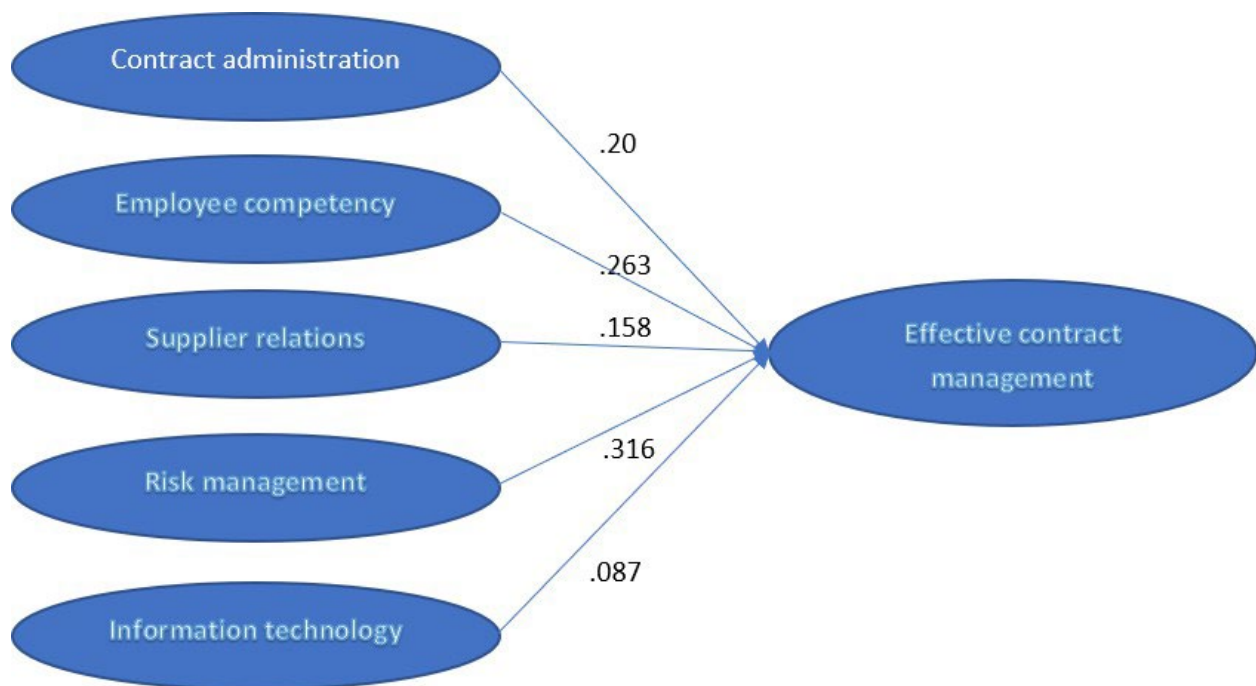 Contract administration
.20
Employee competency
.263
Supplier relations
.158
Effective contract
management
Risk management
.316
Information technology
.087